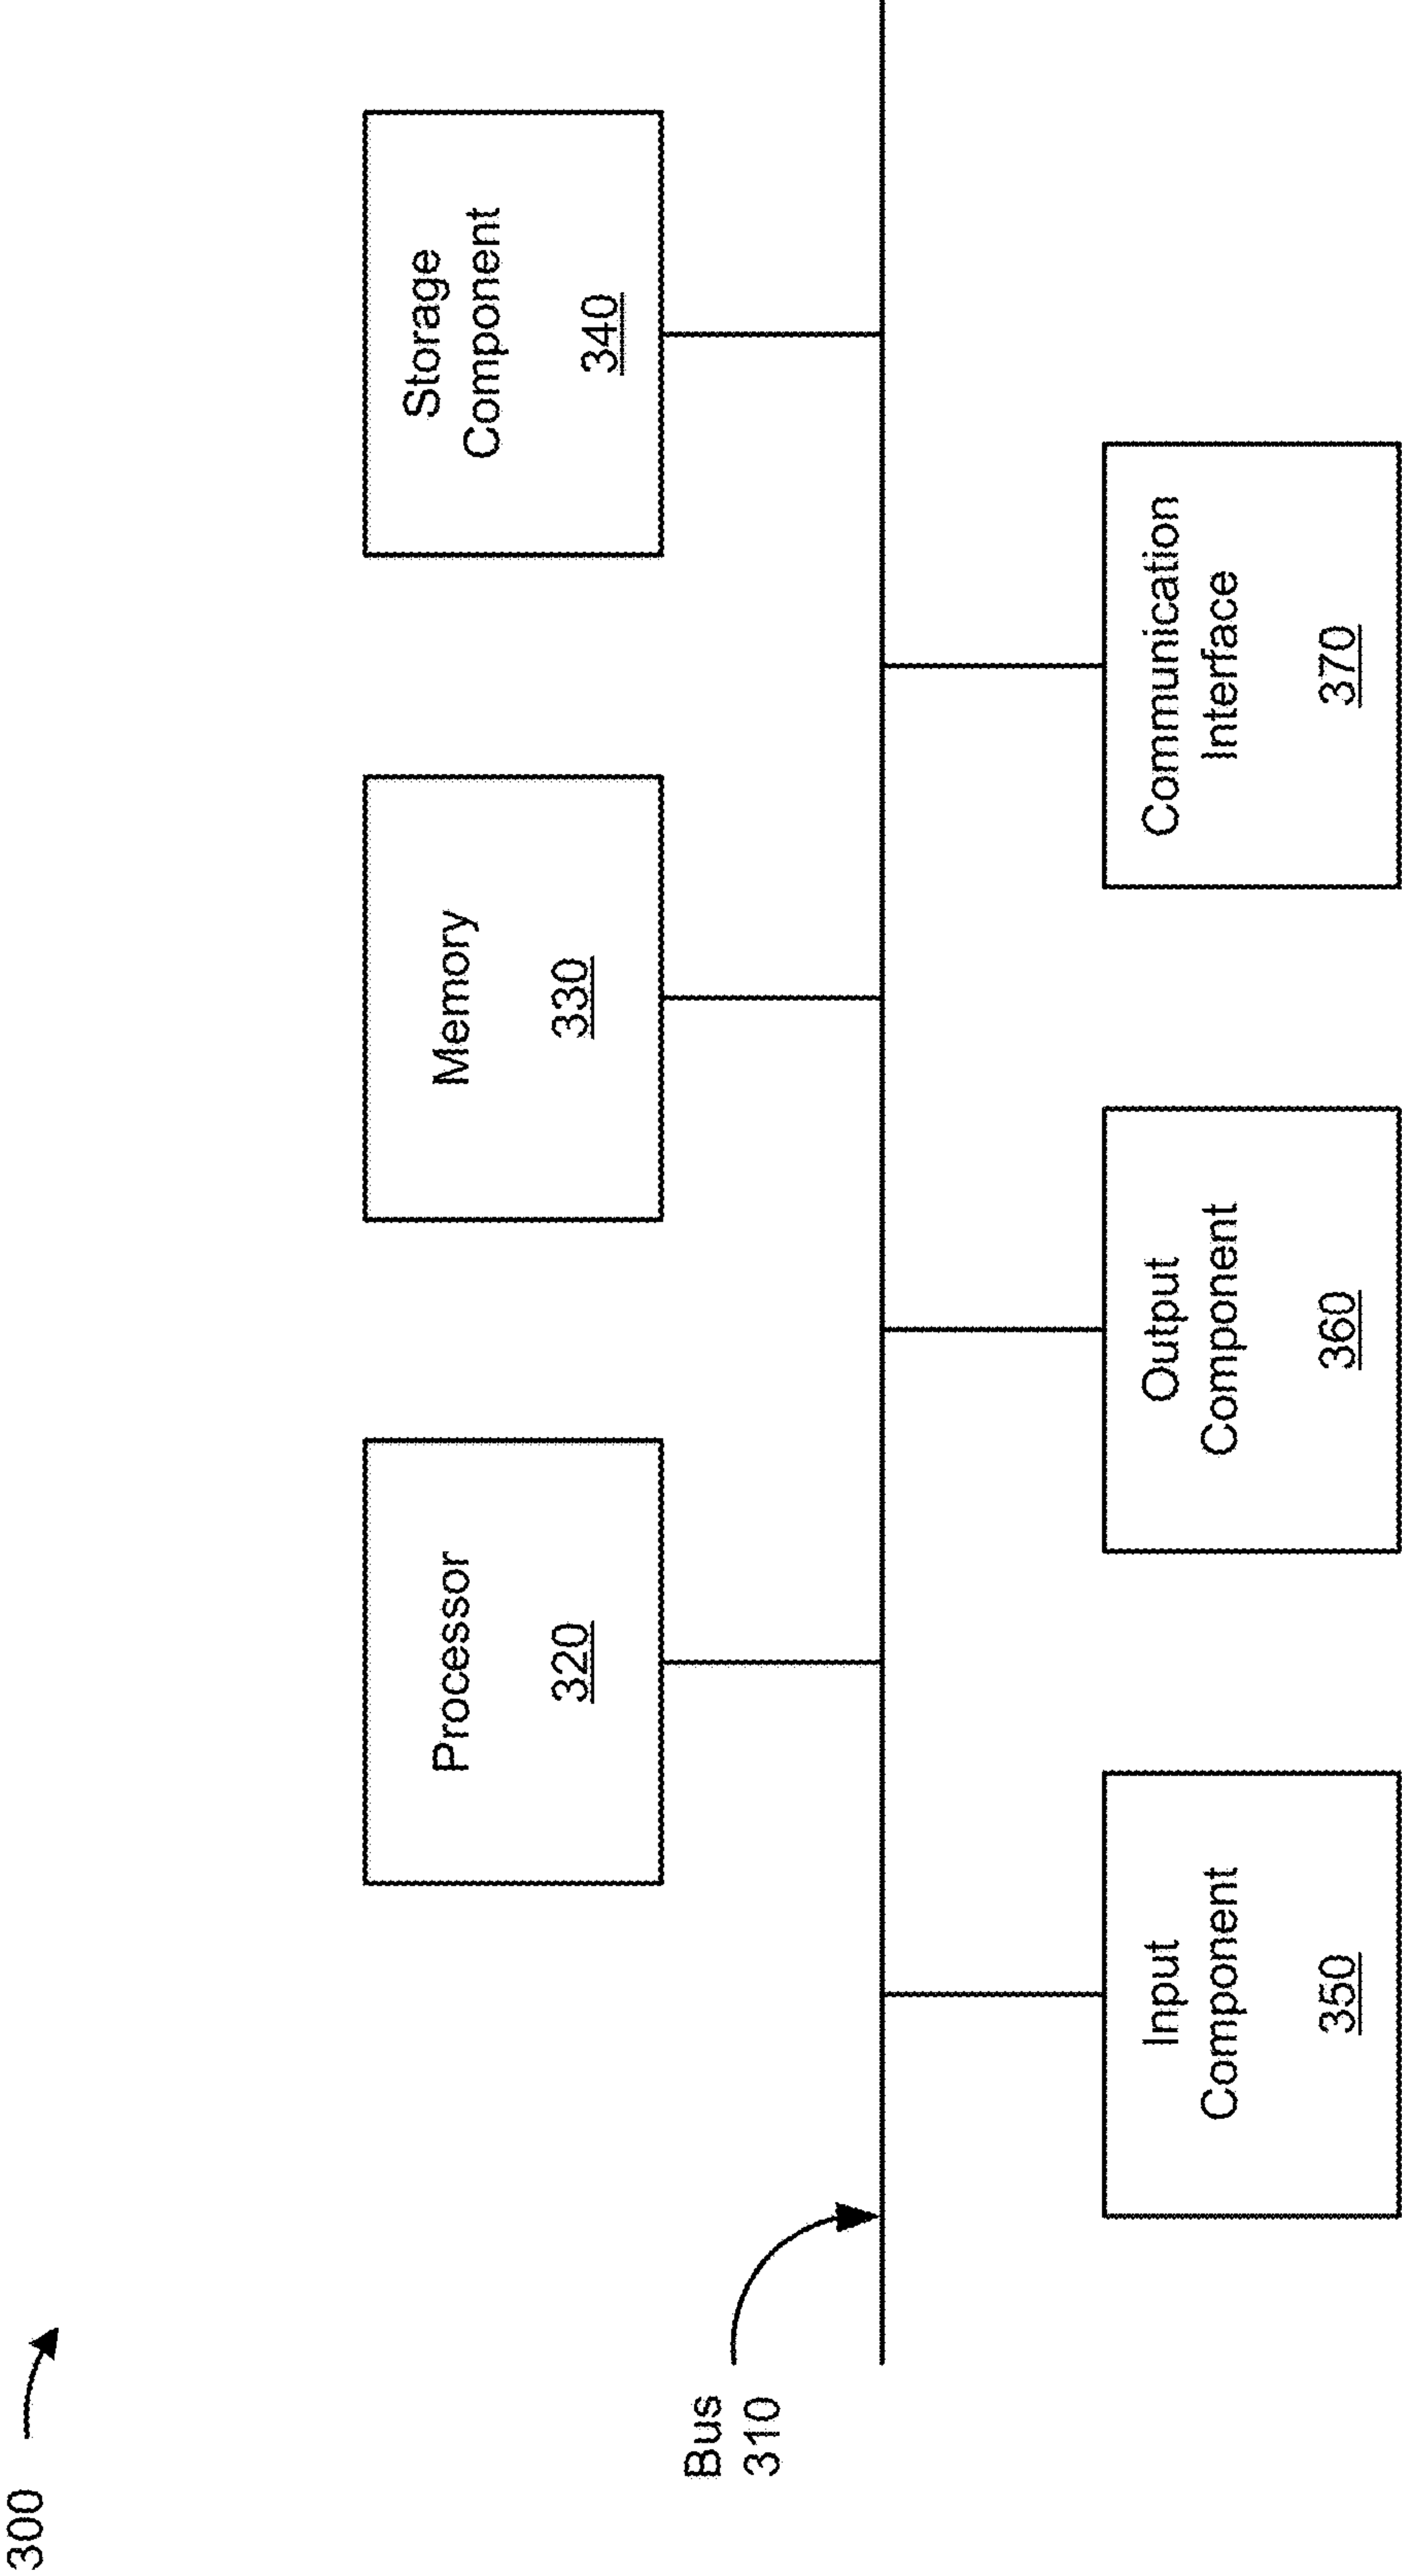 300
Bus
310
Processor
320
Memory
330
Storage
Component
340
Input
Component
350
Output
Component
360
Communication
Interface
370